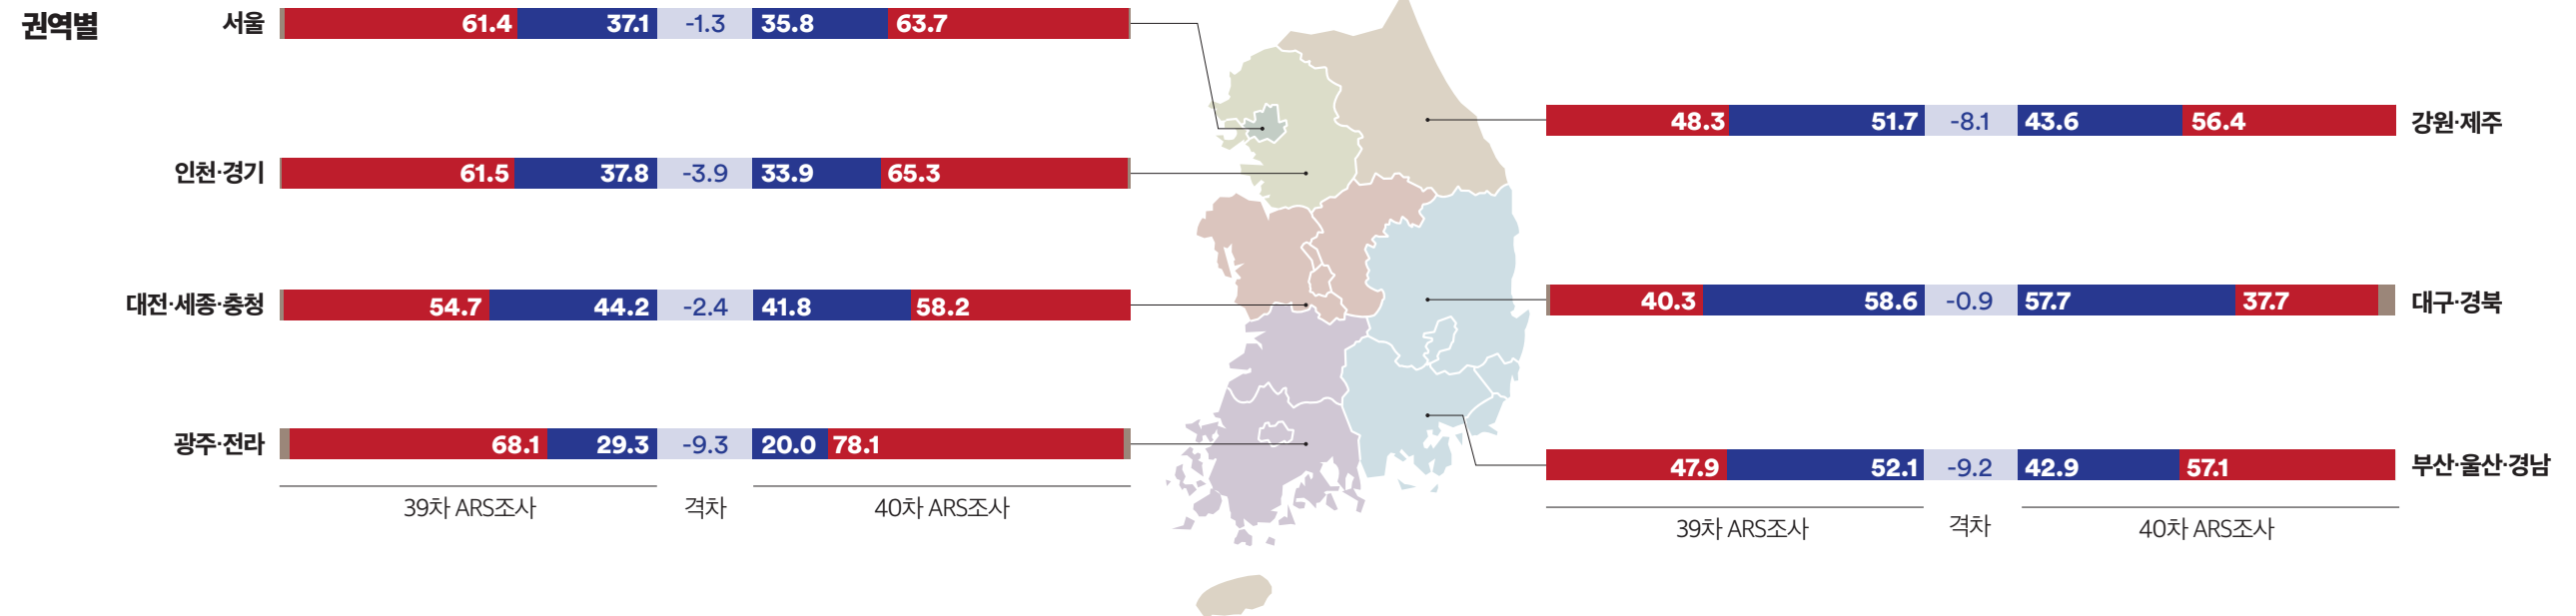 권역별
서울 61.4 37.1 -1.3 35.8 63.7
인천·경기 61.5 37.8 -3.9 33.9 65.3
대전·세종·충청 54.7 44.2 -2.4 41.8 58.2
광주·전라 68.1 29.3 -9.3 20.0 78.1
39차 ARS조사 격차 40차 ARS조사
48.3 51.7 -8.1 43.6 56.4 강원·제주
40.3 58.6 -0.9 57.7 37.7 대구·경북
47.9 52.1 -9.2 42.9 57.1 부산·울산·경남
39차 ARS조사 격차 40차 ARS조사